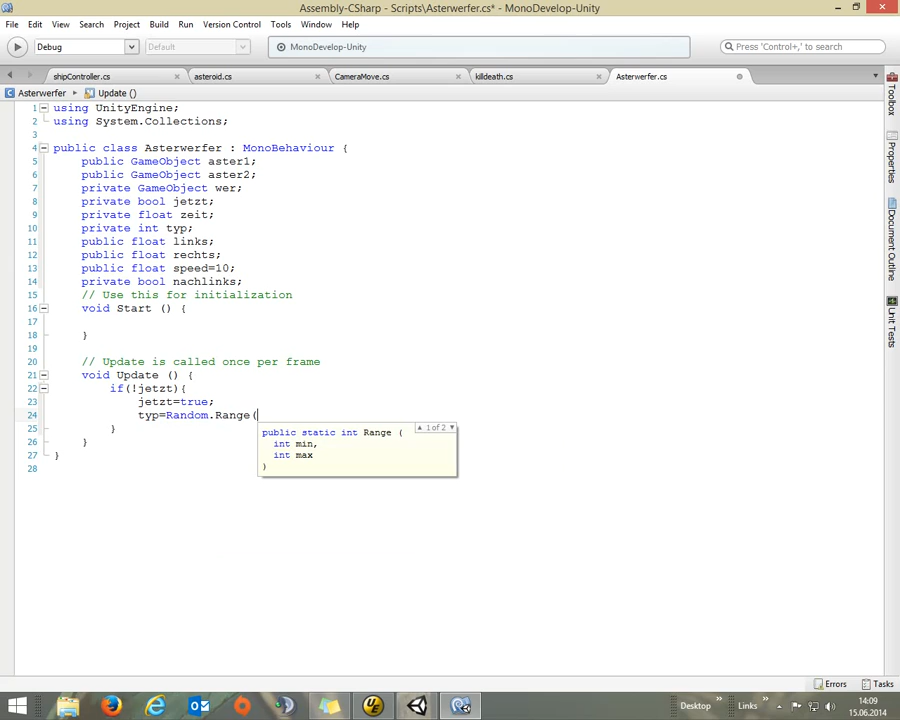 Assembly-CSharp - Scripts\Asterwerfer.cs* - MonoDevelop-Unity
File Edit View Search Project Build Run Version Control Tools Window Help
Debug Default MonoDevelop-Unity Press 'Control+,' to search
shipController.cs asteroid.cs CameraMove.cs killdeath.cs Asterwerfer.cs
Asterwerfer Update ()
1 using UnityEngine;
2 using System.Collections;
3
4 public class Asterwerfer : MonoBehaviour {
5 public GameObject aster1;
6 public GameObject aster2;
7 private GameObject wer;
8 private bool jetzt;
9 private float zeit;
10 private int typ;
11 public float links;
12 public float rechts;
13 public float speed=10;
14 private bool nachlinks;
15 // Use this for initialization
16 void Start () {
17
18 }
19
20 // Update is called once per frame
21 void Update () {
22 if(!jetzt){
23 jetzt=true;
24 typ=Random.Range(
25 }
26 }
27 }
28
1 of 2
public static int Range (
int min,
int max
)
Toolbox
Properties
Document Outline
Unit Tests
Errors Tasks
Desktop Links
14:09
15.06.2014